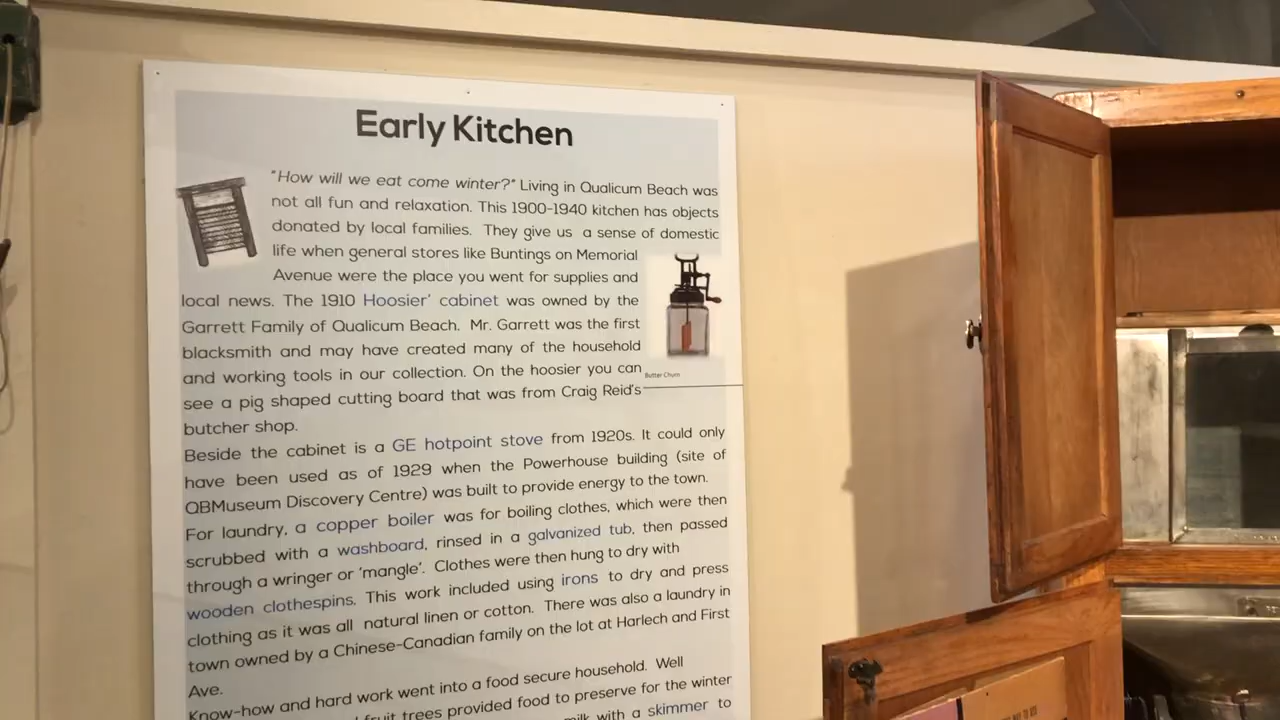 Early Kitchen
"How will we eat come winter?" Living in Qualicum Beach was
not all fun and relaxation. This 1900-1940 kitchen has objects
donated by local families. They give us a sense of domestic
life when general stores like Buntings on Memorial
Avenue were the place you went for supplies and
local news. The 1910 Hoosier' cabinet was owned by the
Garrett Family of Qualicum Beach. Mr. Garrett was the first
blacksmith and may have created many of the household
and working tools in our collection. On the hoosier you can
see a pig shaped cutting board that was from Craig Reid's
butcher shop.
Butter Churn
Beside the cabinet is a GE hotpoint stove from 1920s. It could only
have been used as of 1929 when the Powerhouse building (site of
QBMuseum Discovery Centre) was built to provide energy to the town.
For laundry, a copper boiler was for boiling clothes, which were then
scrubbed with a washboard, rinsed in a galvanized tub, then passed
through a wringer or 'mangle'. Clothes were then hung to dry with
wooden clothespins. This work included using irons to dry and press
clothing as it was all natural linen or cotton. There was also a laundry in
town owned by a Chinese-Canadian family on the lot at Harlech and First
Ave.
Know-how and hard work went into a food secure household. Well
fruit trees provided food to preserve for the winter
milk with a skimmer to